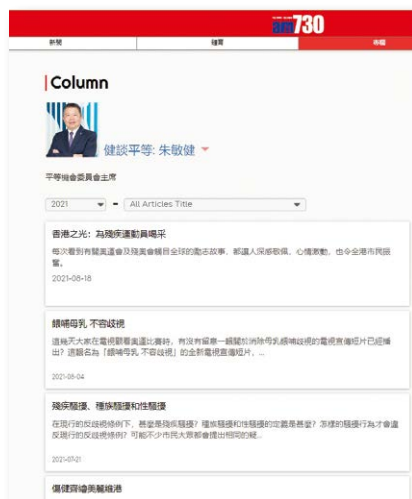 am730
新聞
體育
專欄
Column
健談平等: 朱敏健
平等機會委員會主席
2021
-
All Articles Title
香港之光：為殘疾運動員喝采
每次看到有關奧運會及殘奧會觸目全球的勵志故事，都讓人深感敬佩，心情激動，也令全港市民振
奮。
2021-08-18
餵哺母乳 不容歧視
這幾天大家在電視觀看奧運比賽時，有沒有留意一輯關於消除母乳餵哺歧視的電視宣傳短片已經播
出？這輯名為「餵哺母乳 不容歧視」的全新電視宣傳短片，...
2021-08-04
殘疾騷擾、種族騷擾和性騷擾
在現行的反歧視條例下，甚麼是殘疾騷擾？種族騷擾和性騷擾的定義是甚麼？怎樣的騷擾行為才會違
反現行的反歧視條例？可能不少市民大眾都會提出相同的疑...
2021-07-21
傷健齊繪美麗維港